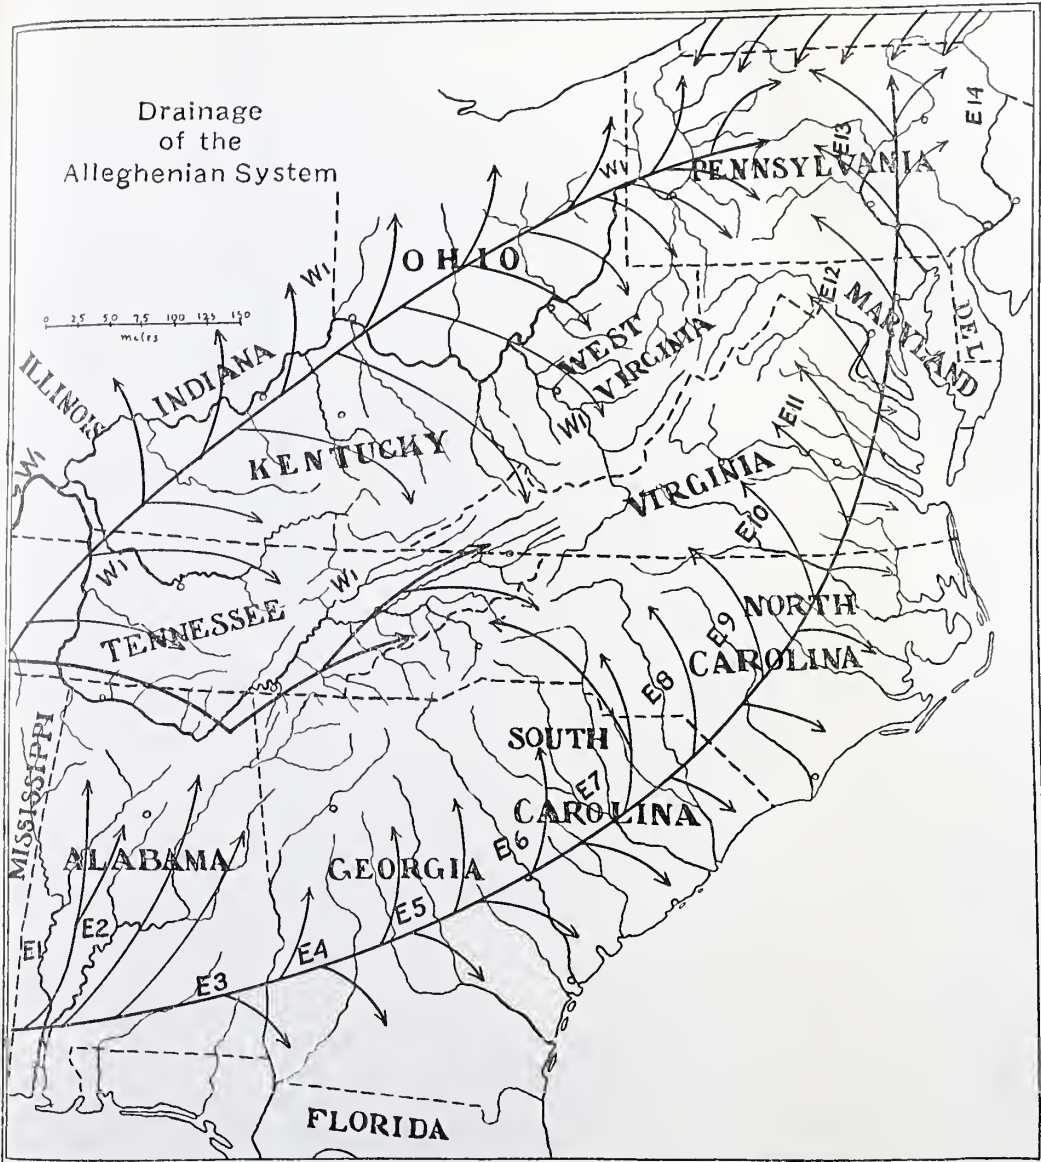 Drainage
of the
Alleghenian System
0 25 50 75 100 125 150
miles
E14
E13
PENNSYLVANIA
W1
OHIO
W1
E12
MARYLAND
DEL
WEST
VIRGINIA
W1
INDIANA
ILLINOIS
W1
KENTUCKY
E11
VIRGINIA
E10
W1
W1
TENNESSEE
NORTH
CAROLINA
E9
E8
SOUTH
CAROLINA
E7
E6
MISSISSIPPI
ALABAMA
GEORGIA
E5
E4
E3
E2
E1
FLORIDA